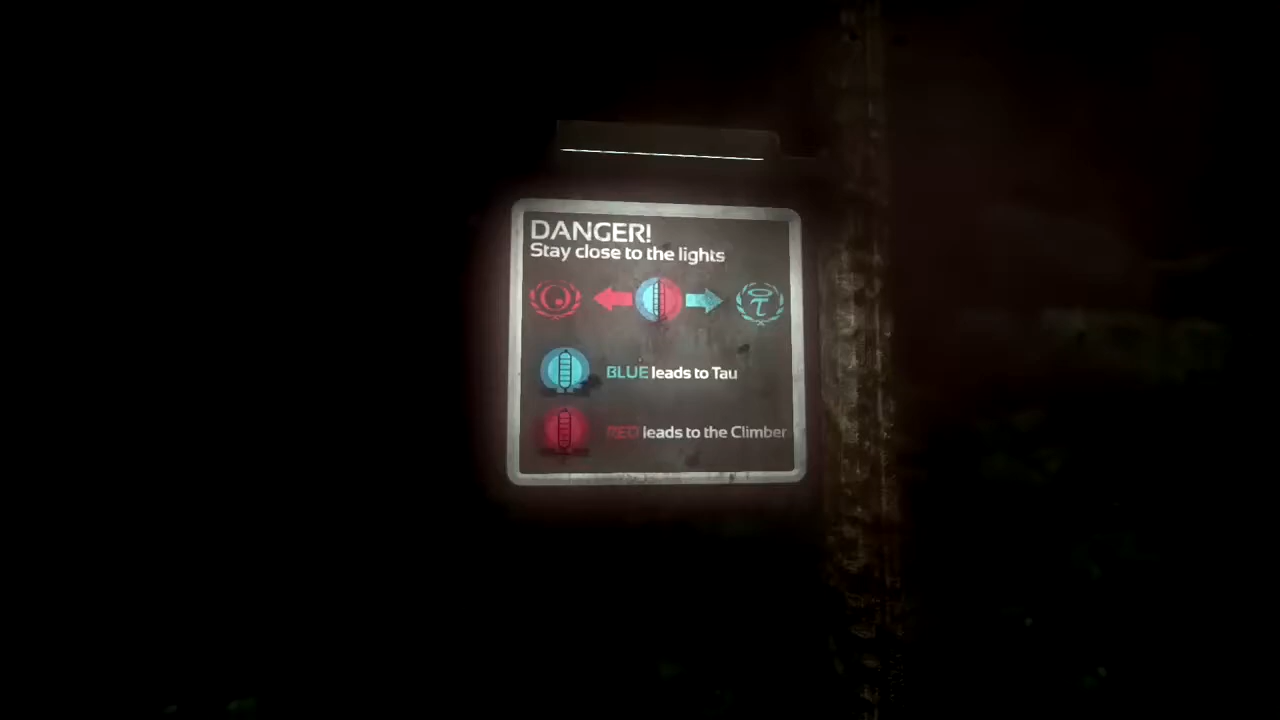 DANGER!
Stay close to the lights
τ
BLUE leads to Tau
RED leads to the Climber